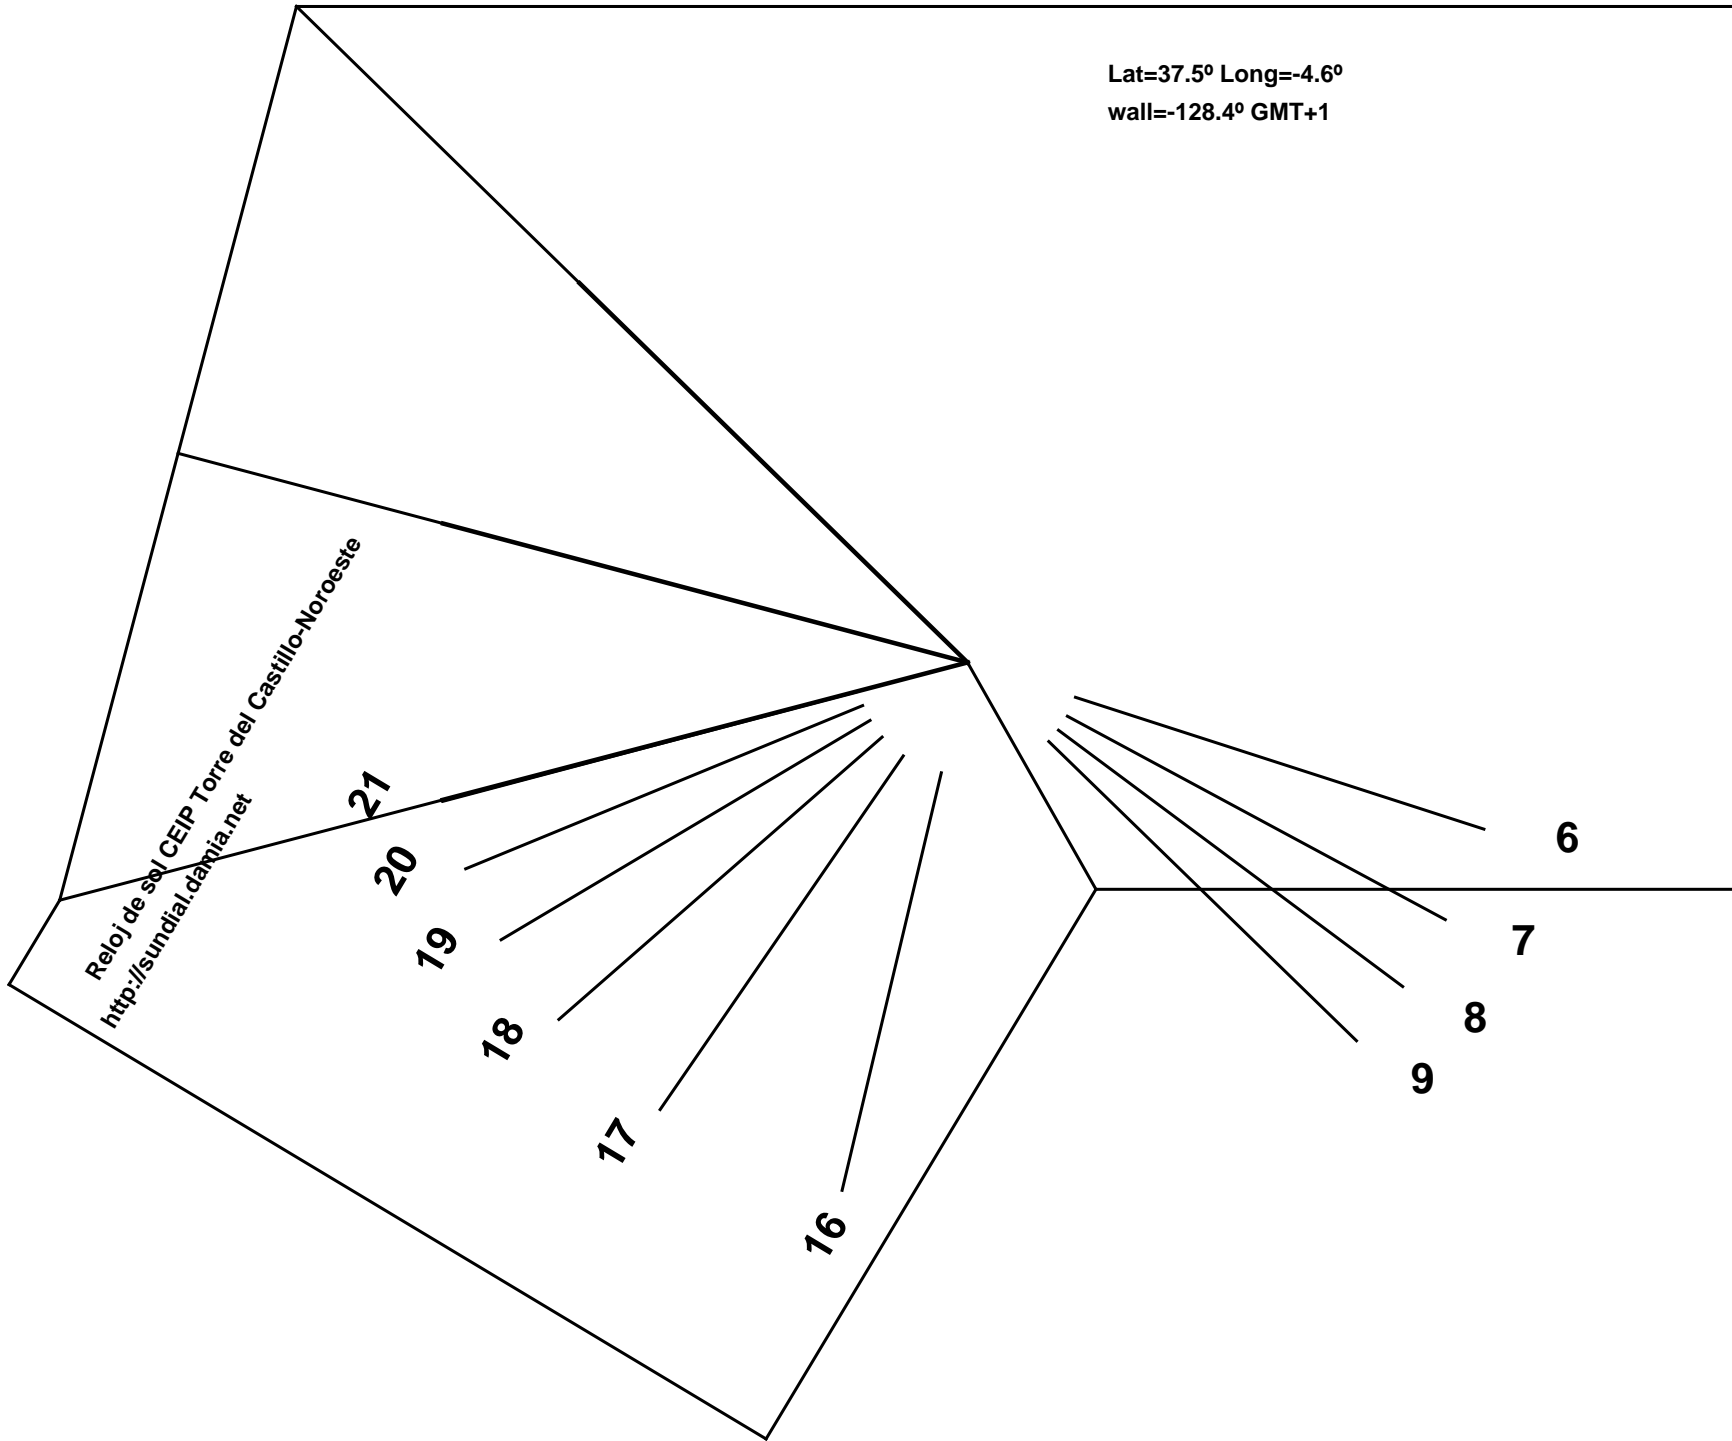 Lat=37.5º Long=-4.6º
wall=-128.4º GMT+1
Reloj de sol CEIP Torre del Castillo-Noroeste
http://sundial.damia.net
21
20
19
18
17
16
6
7
8
9